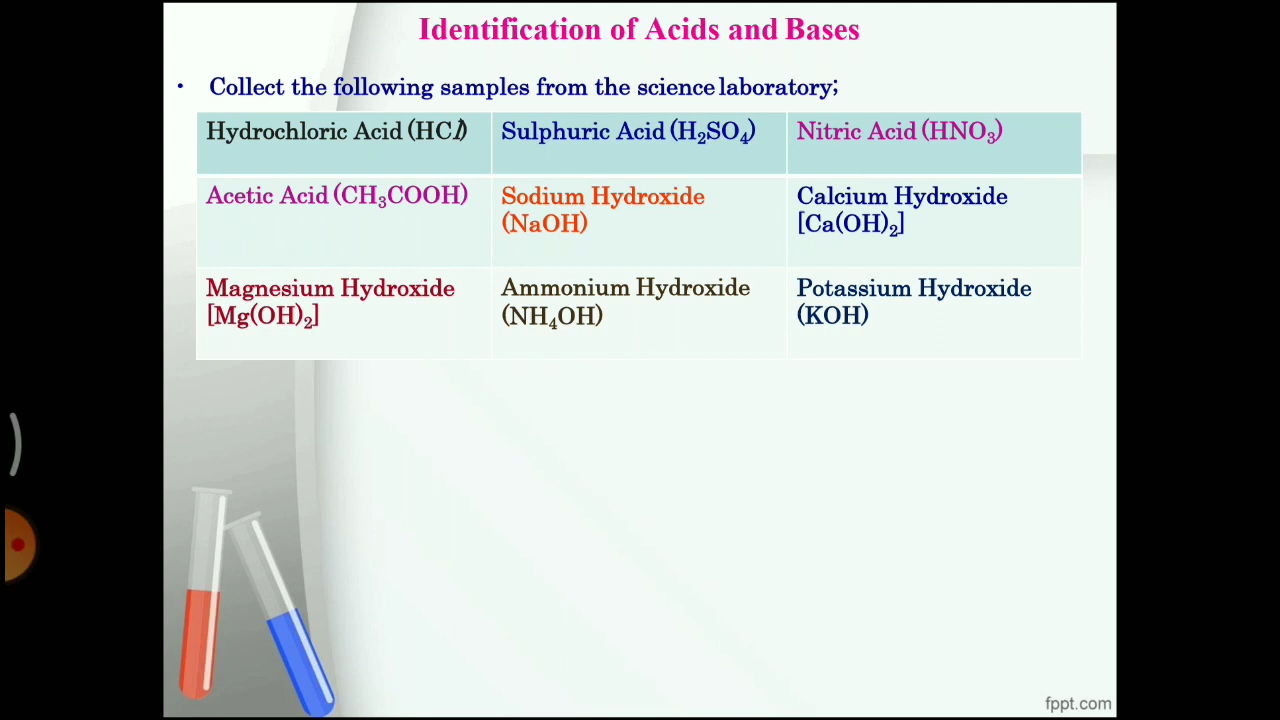 Identification of Acids and Bases
• Collect the following samples from the science laboratory;
Hydrochloric Acid (HCl) Sulphuric Acid (H₂SO₄) Nitric Acid (HNO₃)
Acetic Acid (CH₃COOH) Sodium Hydroxide Calcium Hydroxide
(NaOH) [Ca(OH)₂]
Magnesium Hydroxide Ammonium Hydroxide Potassium Hydroxide
[Mg(OH)₂] (NH₄OH) (KOH)
fppt.com